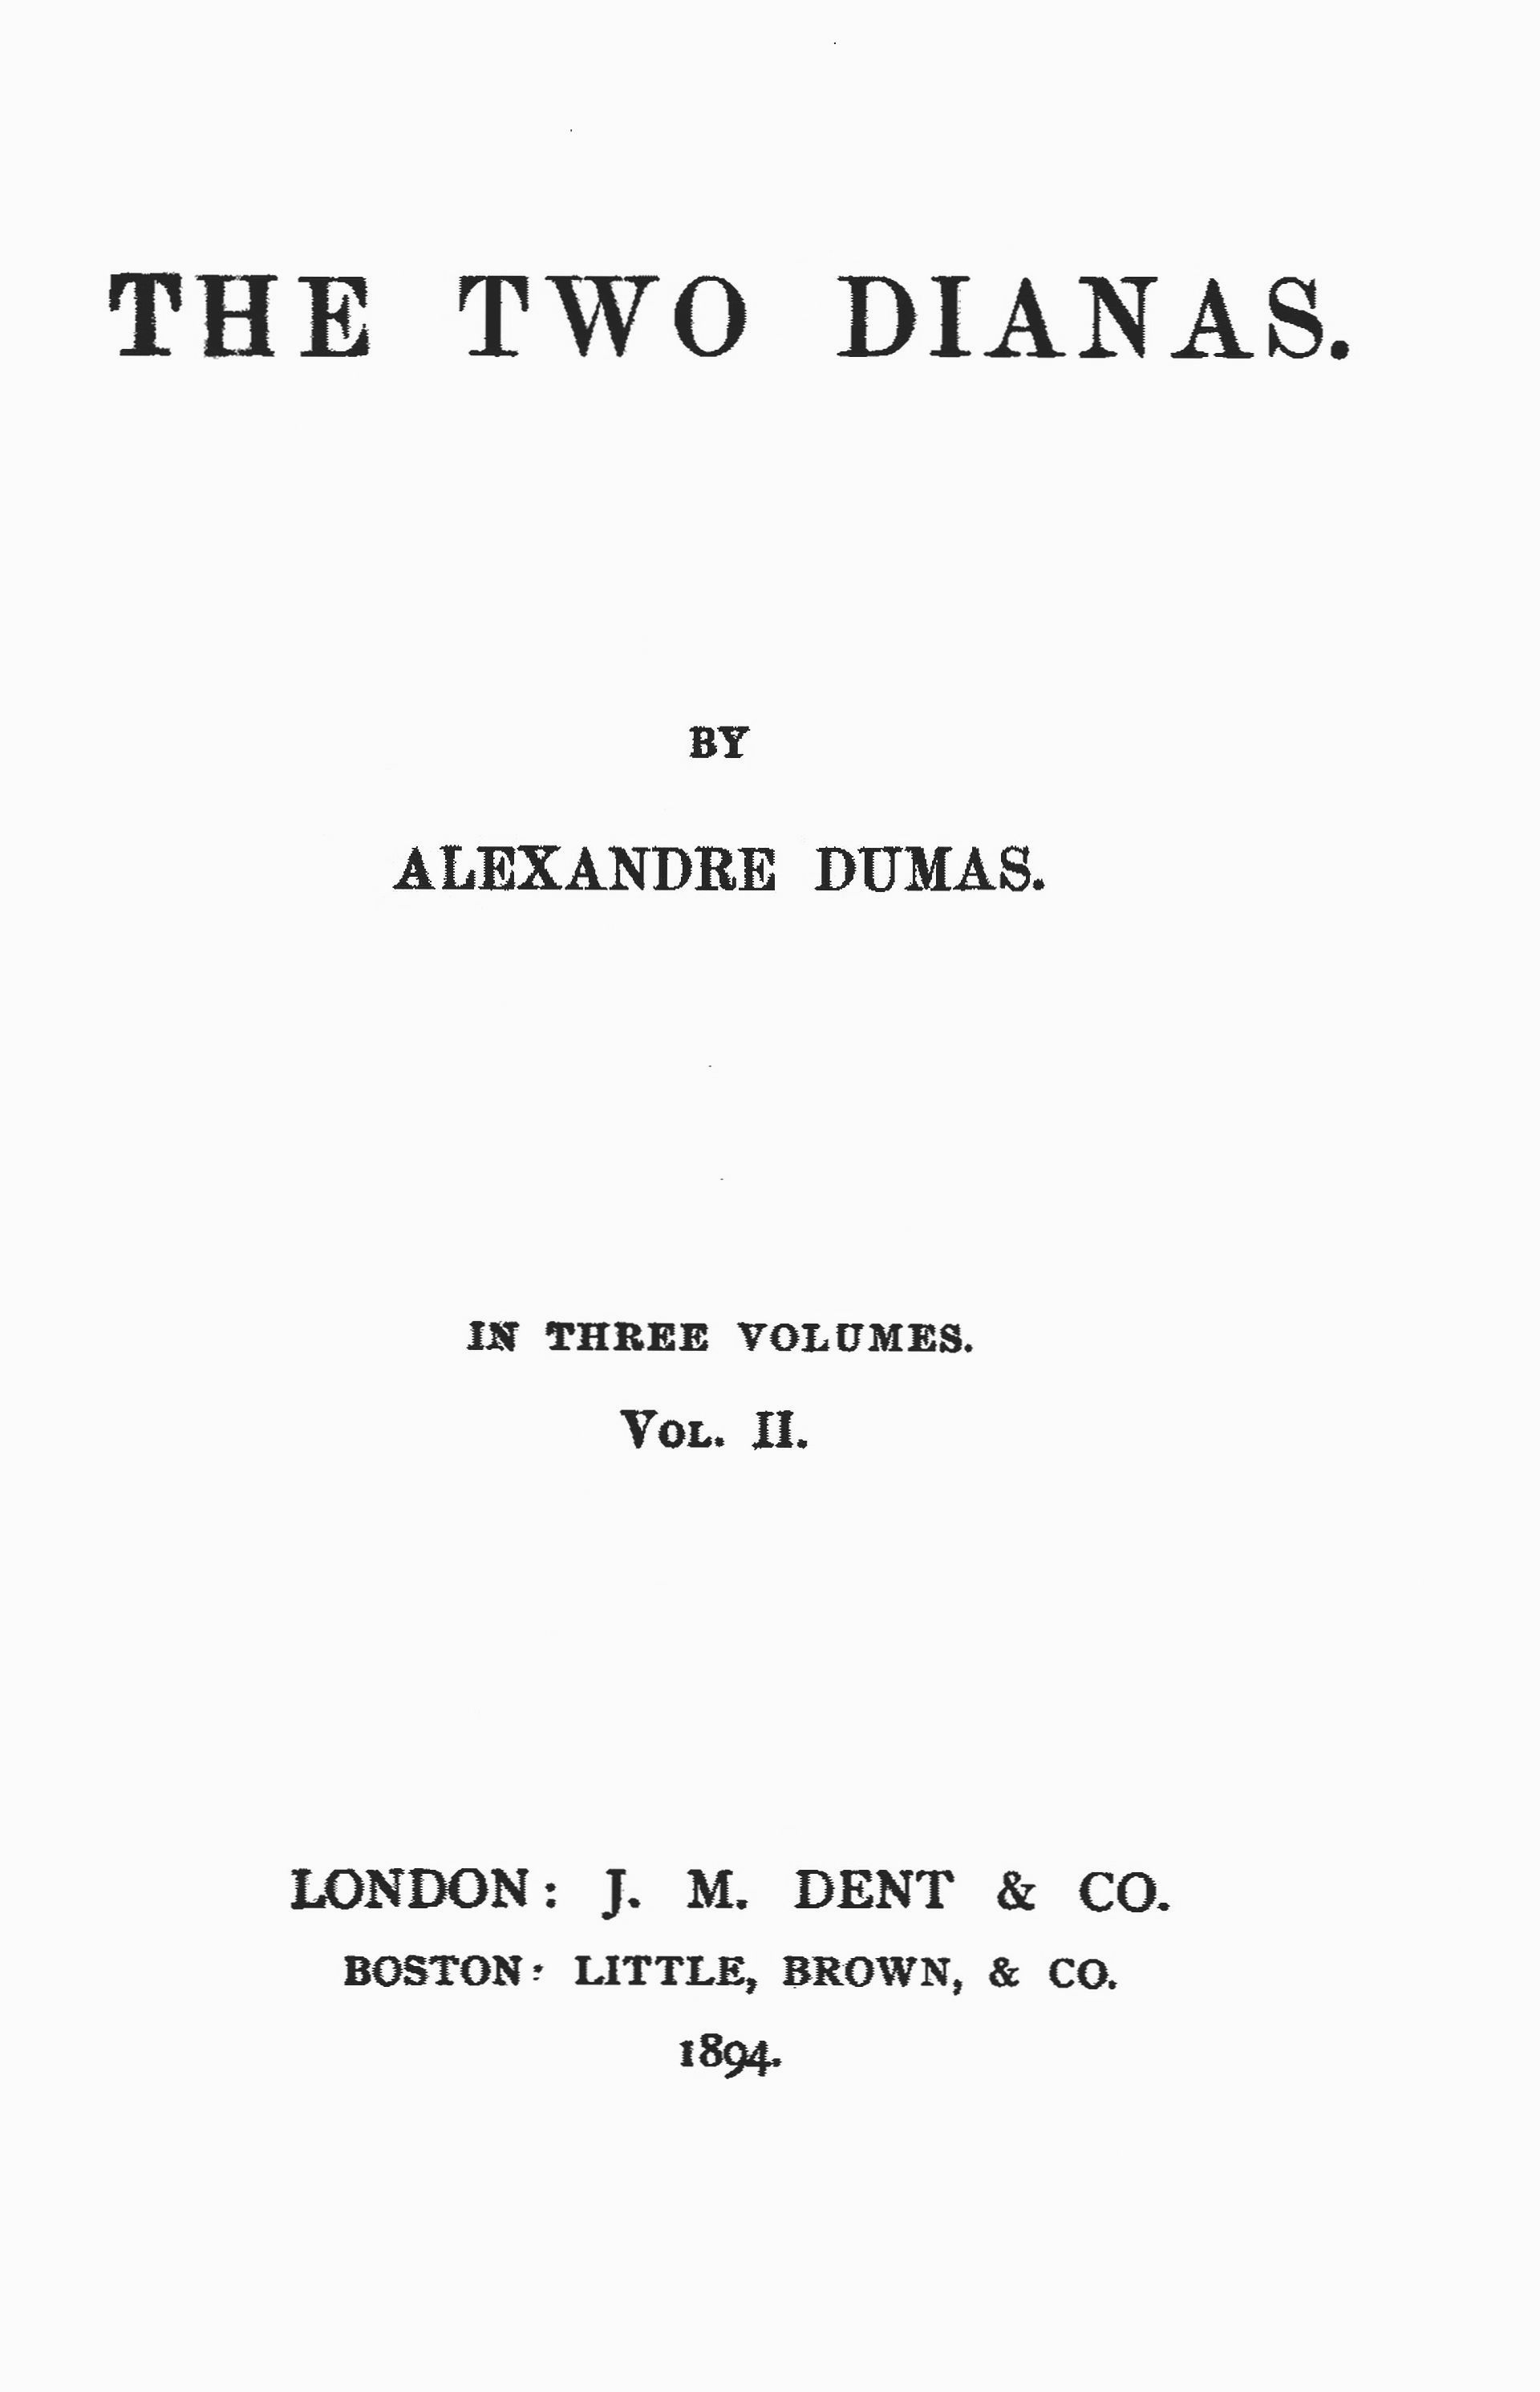 THE TWO DIANAS.
BY
ALEXANDRE DUMAS.
IN THREE VOLUMES.
VOL. II.
LONDON: J. M. DENT & CO.
BOSTON: LITTLE, BROWN, & CO.
1894.